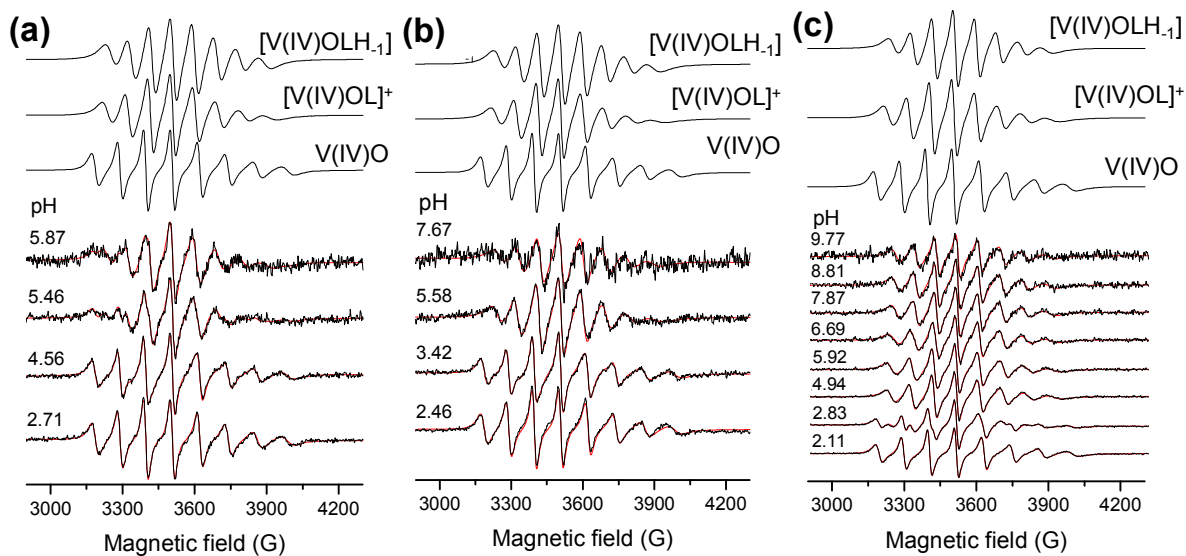 (a)
[V(IV)OLH-1]
[V(IV)OL]+
V(IV)O
pH
5.87
5.46
4.56
2.71
3000 3300 3600 3900 4200
Magnetic field (G)
(b)
[V(IV)OLH-1]
[V(IV)OL]+
V(IV)O
pH
7.67
5.58
3.42
2.46
3000 3300 3600 3900 4200
Magnetic field (G)
(c)
[V(IV)OLH-1]
[V(IV)OL]+
V(IV)O
pH
9.77
8.81
7.87
6.69
5.92
4.94
2.83
2.11
3000 3300 3600 3900 4200
Magnetic field (G)